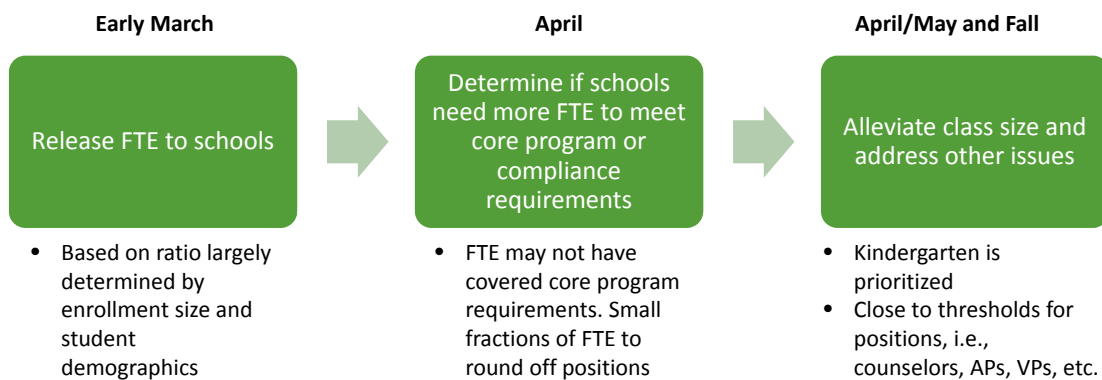 Early March
Release FTE to schools
• Based on ratio largely
determined by
enrollment size and
student
demographics
April
Determine if schools
need more FTE to meet
core program or
compliance
requirements
• FTE may not have
covered core program
requirements. Small
fractions of FTE to
round off positions
April/May and Fall
Alleviate class size and
address other issues
• Kindergarten is
prioritized
• Close to thresholds for
positions, i.e.,
counselors, APs, VPs, etc.